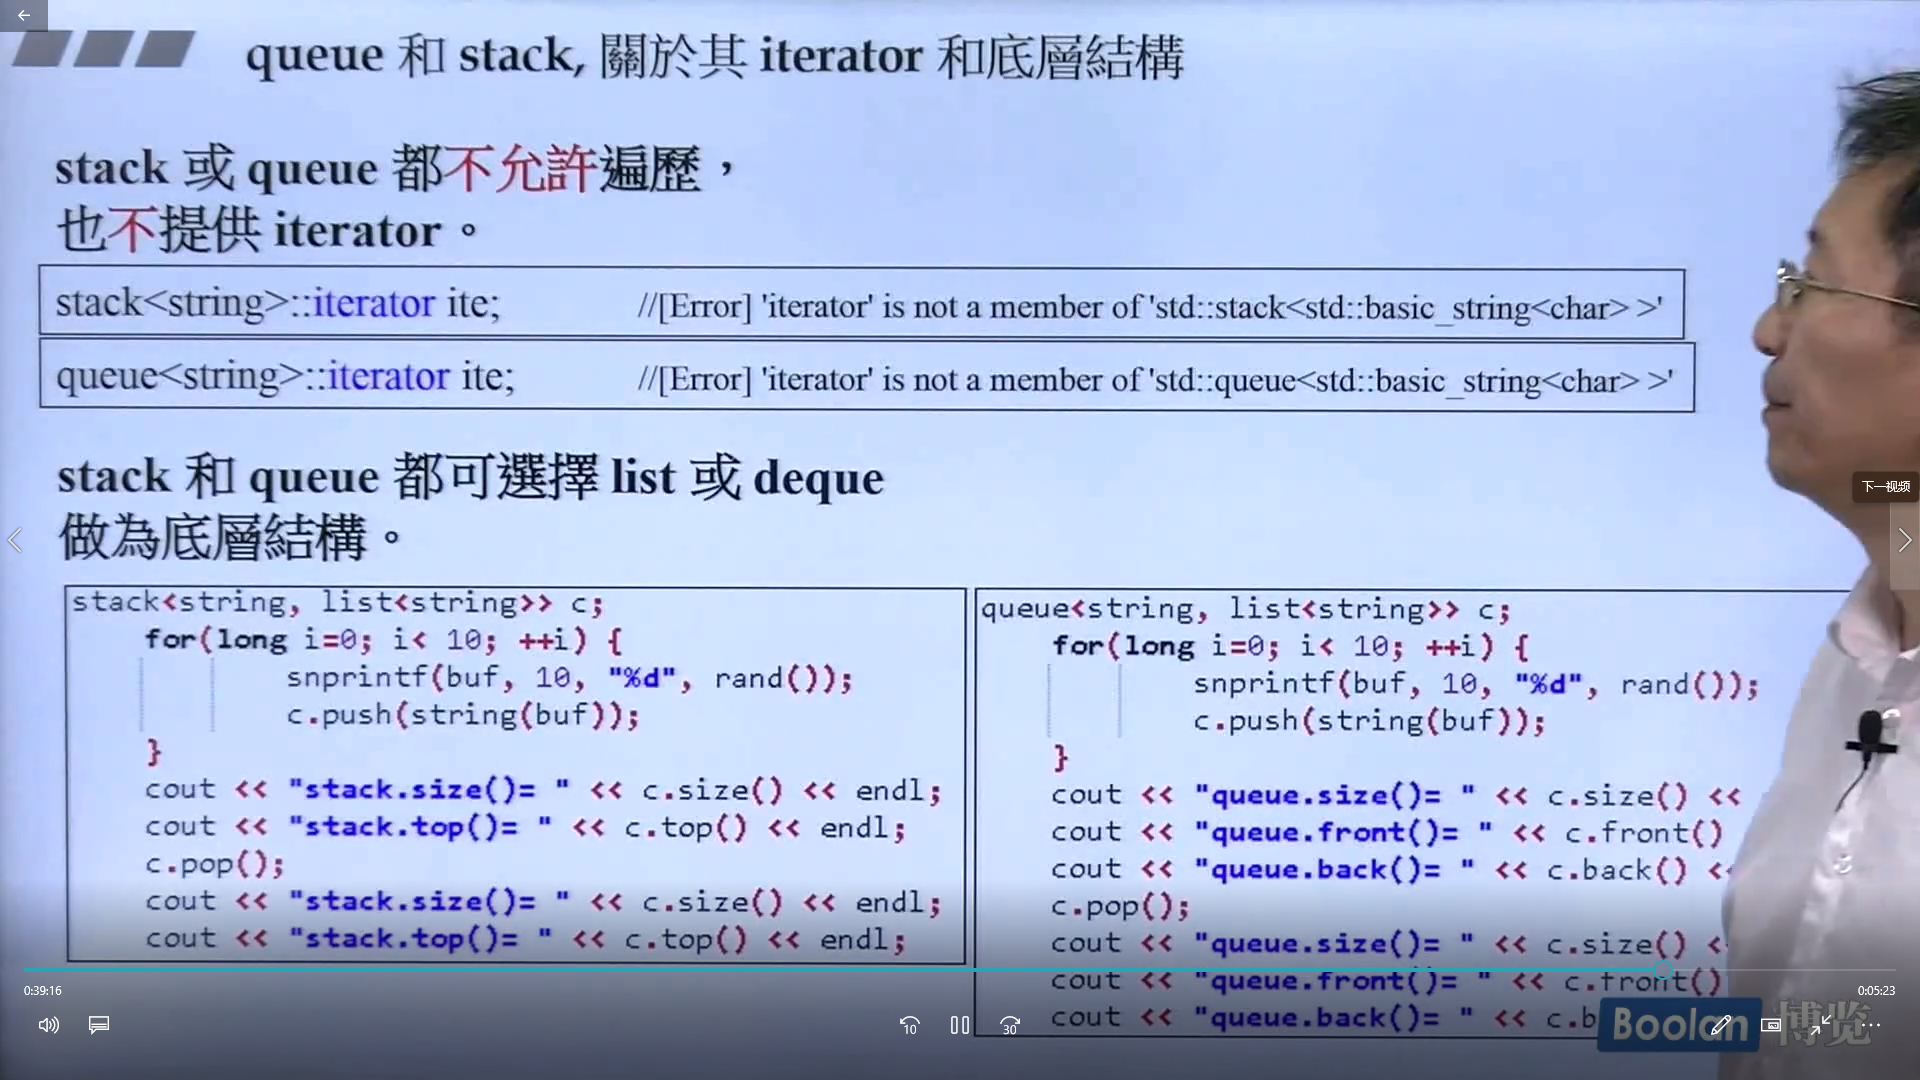 queue 和 stack, 關於其 iterator 和底層結構
stack 或 queue 都不允許遍歷，
也不提供 iterator。
stack<string>::iterator ite; //[Error] 'iterator' is not a member of 'std::stack<std::basic_string<char> >'
queue<string>::iterator ite; //[Error] 'iterator' is not a member of 'std::queue<std::basic_string<char> >'
stack 和 queue 都可選擇 list 或 deque
做為底層結構。
stack<string, list<string>> c;
for(long i=0; i< 10; ++i) {
snprintf(buf, 10, "%d", rand());
c.push(string(buf));
}
cout << "stack.size()= " << c.size() << endl;
cout << "stack.top()= " << c.top() << endl;
c.pop();
cout << "stack.size()= " << c.size() << endl;
cout << "stack.top()= " << c.top() << endl;
queue<string, list<string>> c;
for(long i=0; i< 10; ++i) {
snprintf(buf, 10, "%d", rand());
c.push(string(buf));
}
cout << "queue.size()= " << c.size() <<
cout << "queue.front()= " << c.front()
cout << "queue.back()= " << c.back() <
c.pop();
cout << "queue.size()= " << c.size() <
cout << "queue.front()= " << c.front()
cout << "queue.back()= " << c.b
下一视频
0:39:16
0:05:23
10
30
Boolan 博览